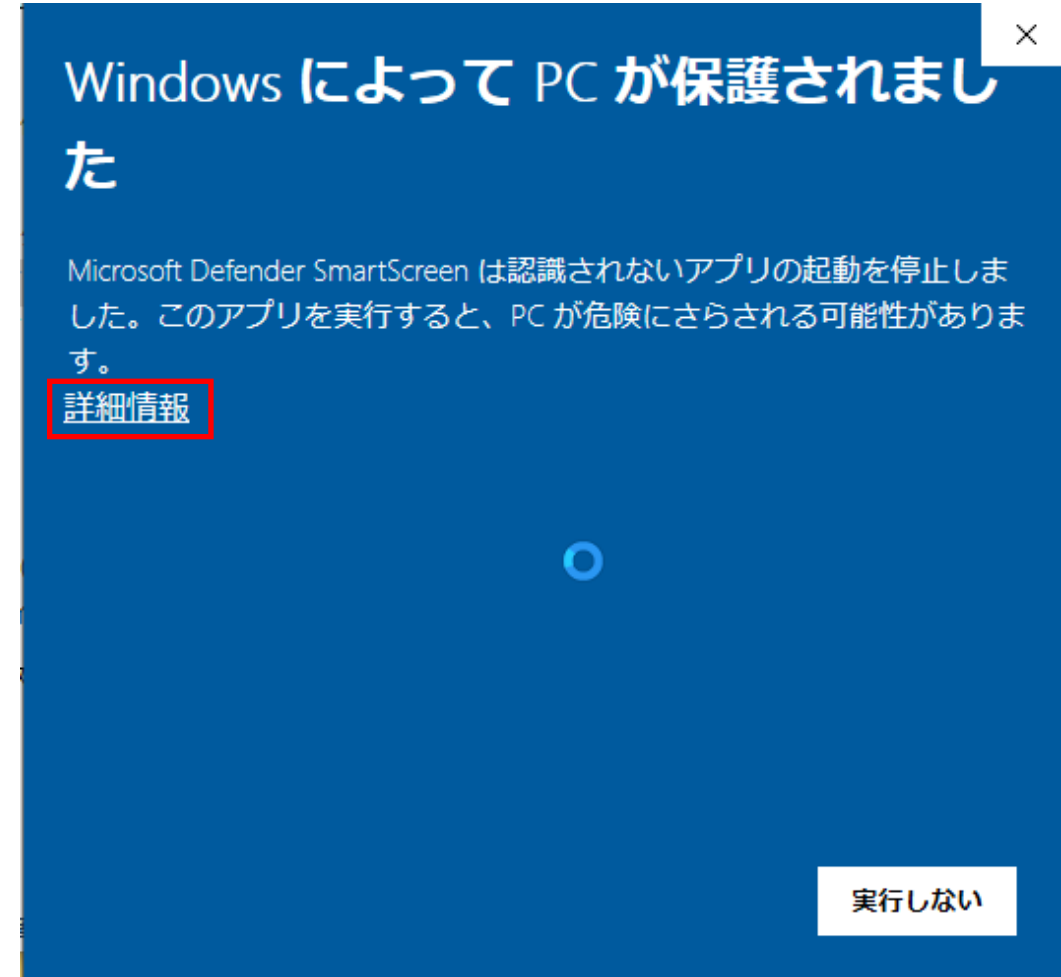 Windows によって PC が保護されまし
た
Microsoft Defender SmartScreen は認識されないアプリの起動を停止しま
した。このアプリを実行すると、PC が危険にさらされる可能性がありま
す。
詳細情報
実行しない